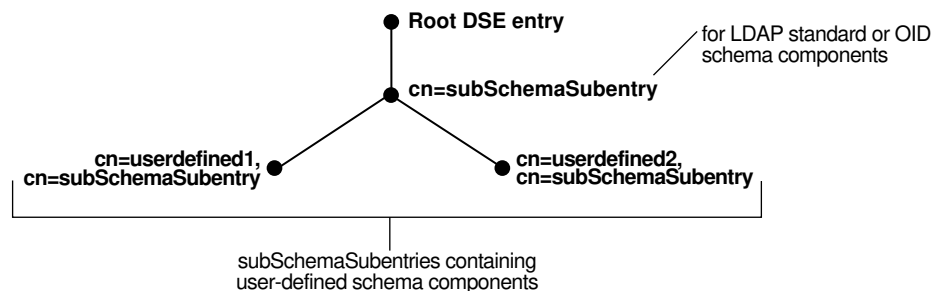 Root DSE entry
for LDAP standard or OID
schema components
cn=subSchemaSubentry
cn=userdefined1,
cn=subSchemaSubentry
cn=userdefined2,
cn=subSchemaSubentry
subSchemaSubentries containing
user-defined schema components